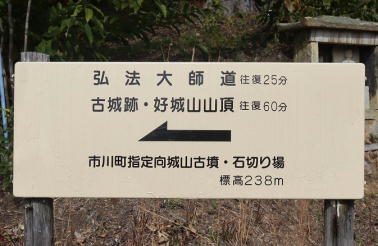 弘法大師道 往復25分
古城跡・好城山山頂 往復60分
市川町指定向城山古墳・石切り場
標高238m